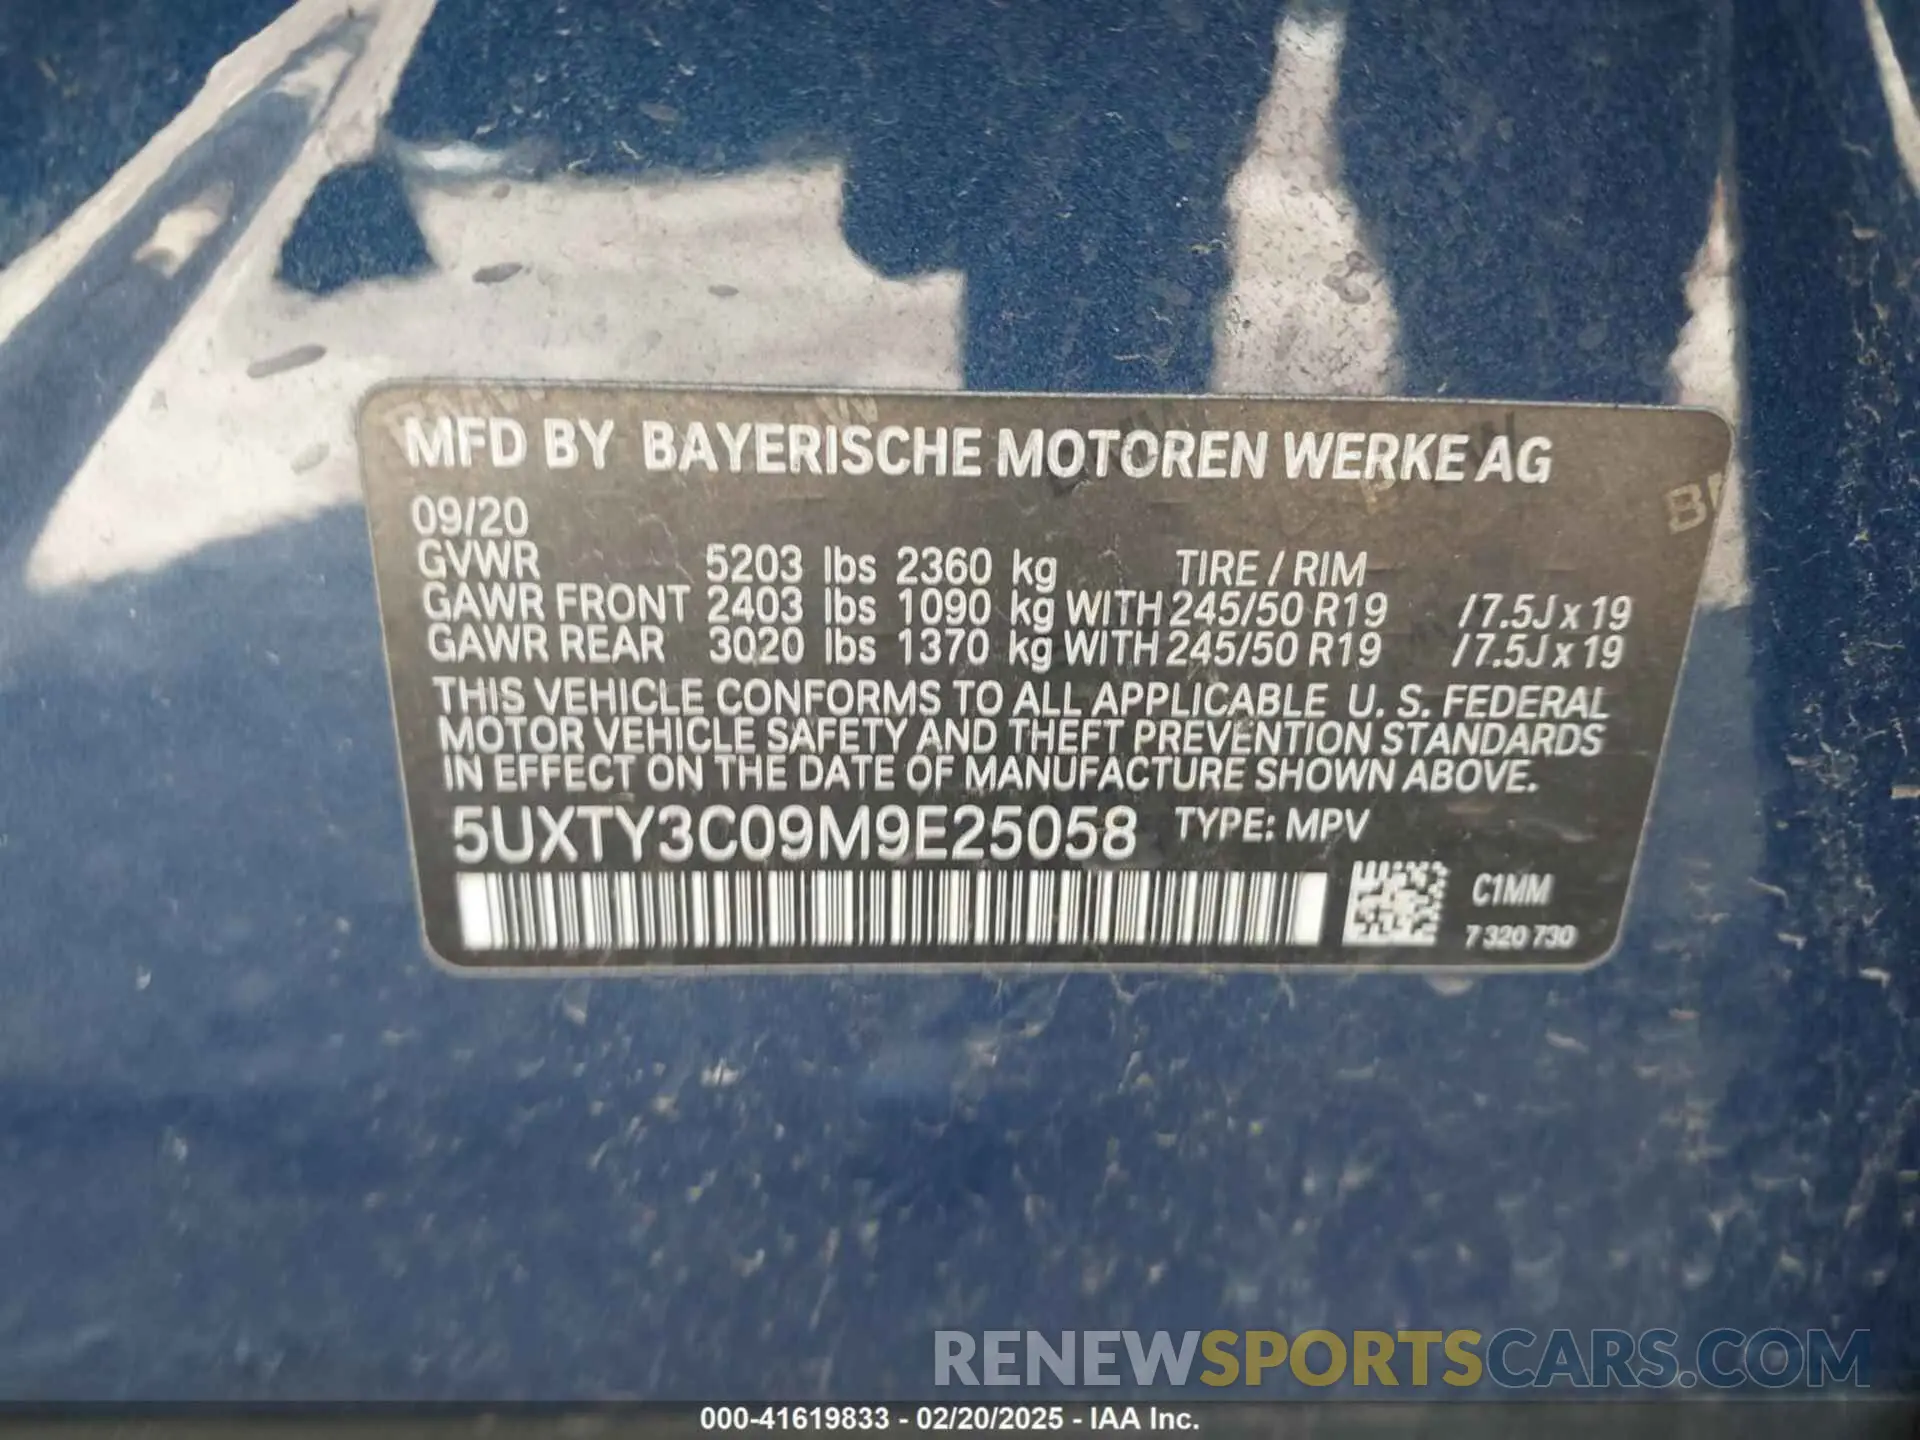 MFD BY BAYERISCHE MOTOREN WERKE AG
09/20
GVWR 5203 lbs 2360 kg TIRE / RIM
GAWR FRONT 2403 lbs 1090 kg WITH 245/50 R19 / 7.5J x 19
GAWR REAR 3020 lbs 1370 kg WITH 245/50 R19 / 7.5J x 19
THIS VEHICLE CONFORMS TO ALL APPLICABLE U. S. FEDERAL
MOTOR VEHICLE SAFETY AND THEFT PREVENTION STANDARDS
IN EFFECT ON THE DATE OF MANUFACTURE SHOWN ABOVE.
5UXTY3C09M9E25058 TYPE: MPV
C1MM
7 320 730
RENEWSPORTSCARS.COM
000-41619833 - 02/20/2025 - IAA Inc.